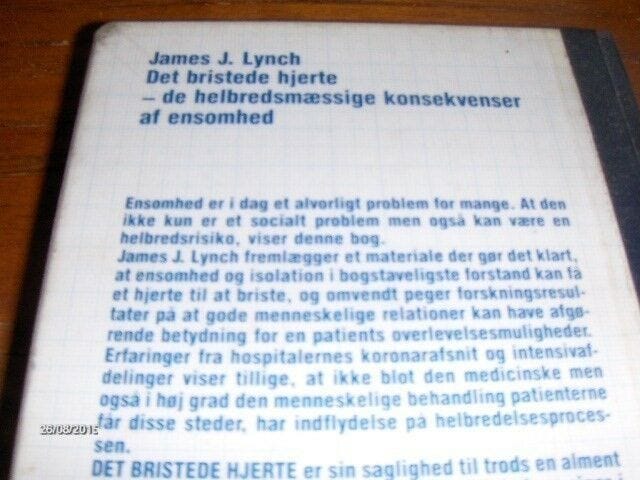 James J. Lynch
Det bristede hjerte
– de helbredsmæssige konsekvenser
af ensomhed
Ensomhed er i dag et alvorligt problem for mange. At den
ikke kun er et socialt problem men også kan være en
helbredsrisiko, viser denne bog.
James J. Lynch fremlægger et materiale der gør det klart,
at ensomhed og isolation i bogstaveligste forstand kan få
et hjerte til at briste, og omvendt peger forskningsresul-
tater på at gode menneskelige relationer kan have afgø-
rende betydning for en patients overlevelsesmuligheder.
Erfaringer fra hospitalernes koronarafsnit og intensivaf-
delinger viser tillige, at ikke blot den medicinske men
også i høj grad den menneskelige behandling patienterne
får disse steder, har indflydelse på helbredelsesproces-
sen.
DET BRISTEDE HJERTE er sin saglighed til trods en alment
26/08/2015